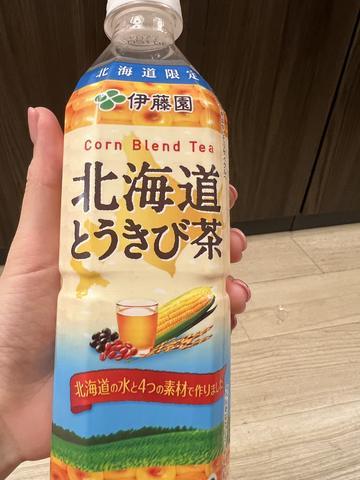 北海道限定
伊藤園
Corn Blend Tea
北海道
とうきび茶
北海道の水と4つの素材で作りました